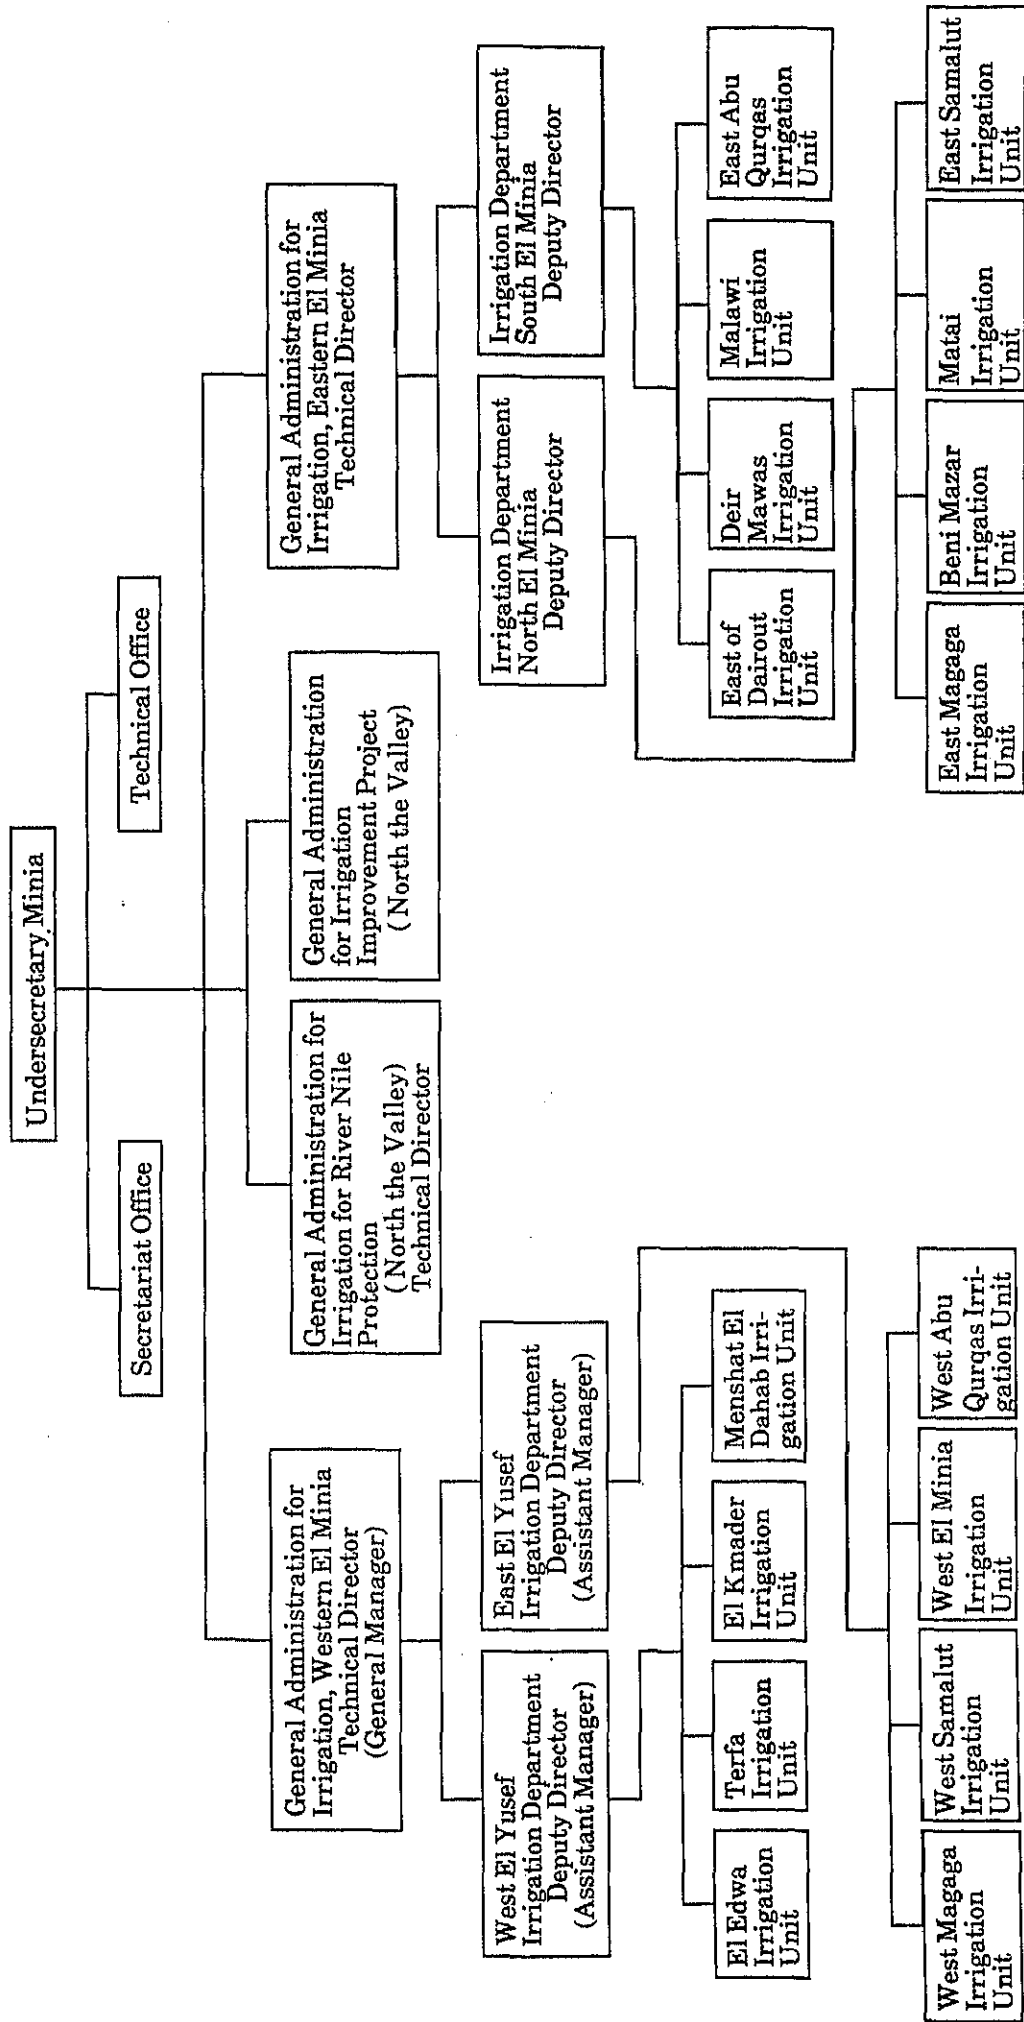 Undersecretary Minia
Secretariat Office
Technical Office
General Administration for
Irrigation, Western El Minia
Technical Director
(General Manager)
General Administration for
Irrigation for River Nile
Protection
(North the Valley)
Technical Director
General Administration
for Irrigation
Improvement Project
(North the Valley)
General Administration for
Irrigation, Eastern El Minia
Technical Director
West El Yusef
Irrigation Department
Deputy Director
(Assistant Manager)
East El Yusef
Irrigation Department
Deputy Director
(Assistant Manager)
Irrigation Department
North El Minia
Deputy Director
Irrigation Department
South El Minia
Deputy Director
El Edwa
Irrigation
Unit
Terfa
Irrigation
Unit
El Kmader
Irrigation
Unit
Menshat El
Dahab Irri-
gation Unit
East of
Dairout
Irrigation
Unit
Deir
Mawas
Irrigation
Unit
Malawi
Irrigation
Unit
East Abu
Qurqas
Irrigation
Unit
West Magaga
Irrigation
Unit
West Samalut
Irrigation
Unit
West El Minia
Irrigation
Unit
West Abu
Qurqas Irri-
gation Unit
East Magaga
Irrigation
Unit
Beni Mazar
Irrigation
Unit
Matai
Irrigation
Unit
East Samalut
Irrigation
Unit